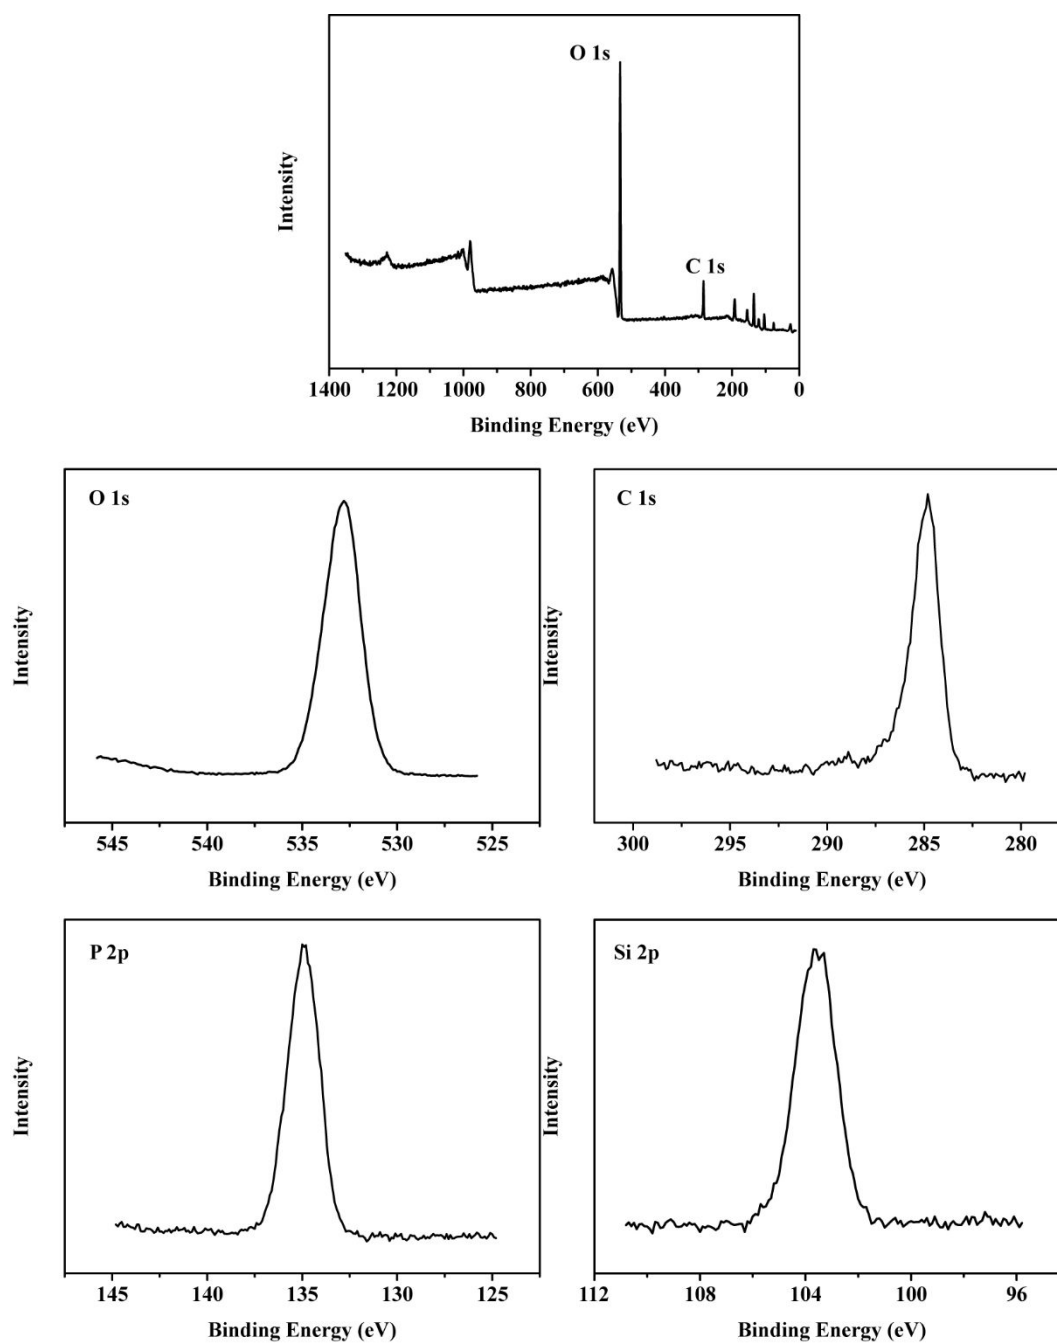 O 1s
C 1s
Intensity
1400 1200 1000 800 600 400 200 0
Binding Energy (eV)
O 1s
Intensity
545 540 535 530 525
Binding Energy (eV)
C 1s
Intensity
300 295 290 285 280
Binding Energy (eV)
P 2p
Intensity
145 140 135 130 125
Binding Energy (eV)
Si 2p
Intensity
112 108 104 100 96
Binding Energy (eV)